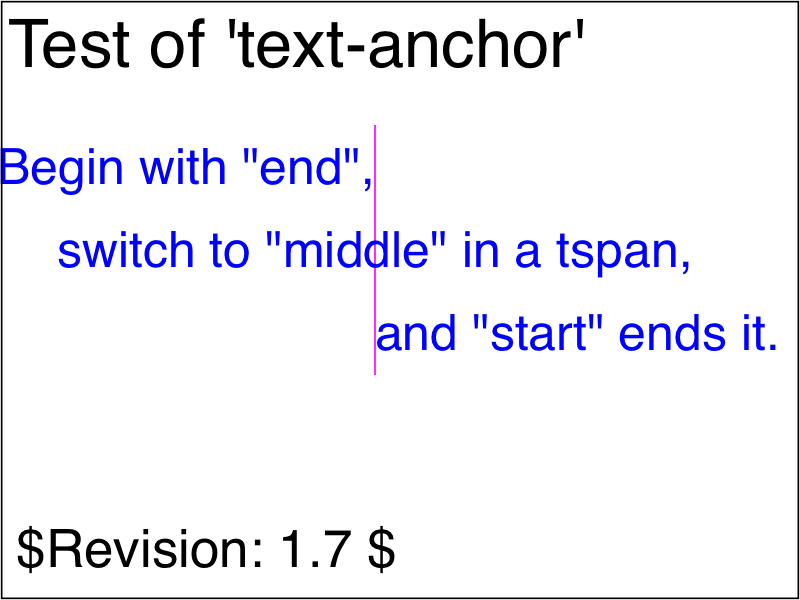 Test of 'text-anchor'
Begin with "end",
switch to "middle" in a tspan,
and "start" ends it.
$Revision: 1.7 $